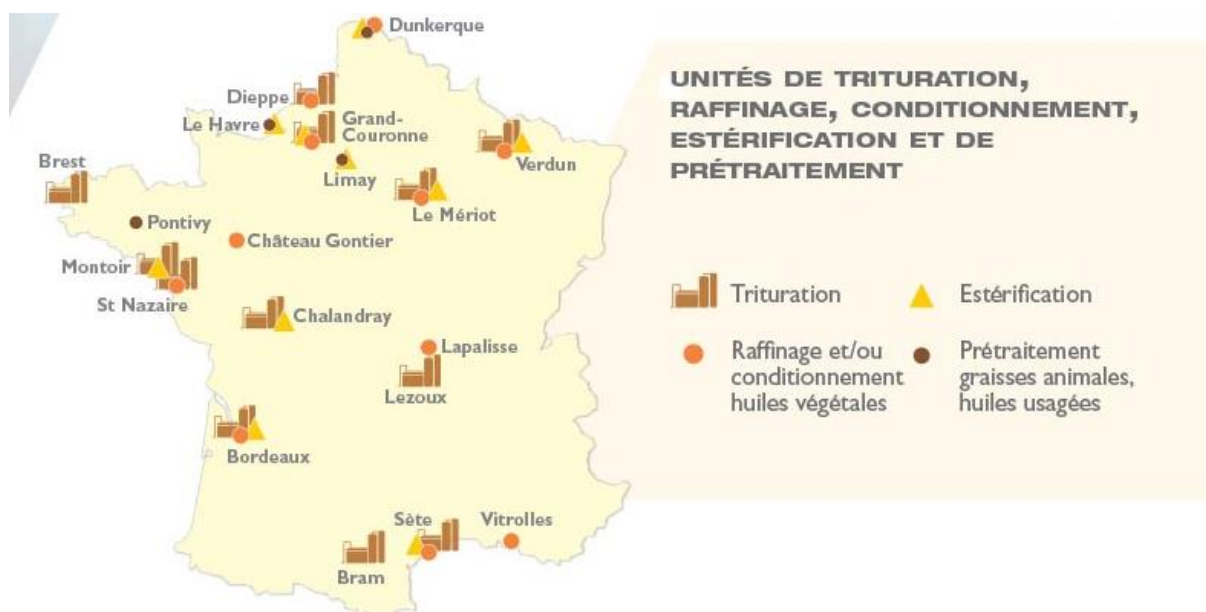 Dunkerque
Dieppe
Le Havre
Grand-
Couronne
Verdun
Brest
Limay
Le Mériot
Pontivy
Château Gontier
Montoir
St Nazaire
Chalandray
Lapalisse
Lezoux
Bordeaux
Sète
Vitrolles
Bram
UNITÉS DE TRITURATION,
RAFFINAGE, CONDITIONNEMENT,
ESTÉRIFICATION ET DE
PRÉTRAITEMENT
Trituration
Estérification
Raffinage et/ou
conditionnement
huiles végétales
Prétraitement
graisses animales,
huiles usagées